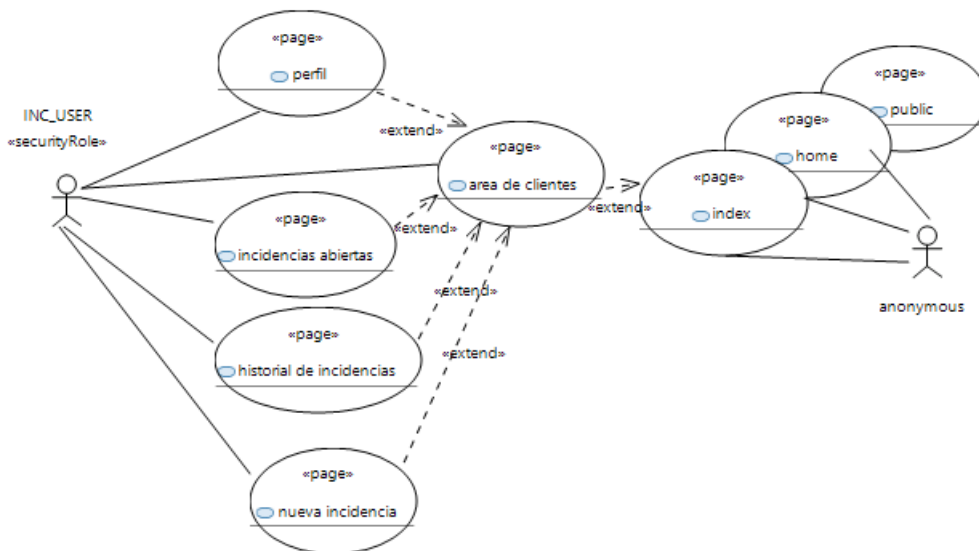 «page»
perfil
INC_USER
«securityRole»
«extend»
«page»
area de clientes
«page»
public
«page»
home
«page»
index
«extend»
anonymous
«page»
incidencias abiertas
«extend»
«page»
historial de incidencias
«extend»
«page»
nueva incidencia
«extend»